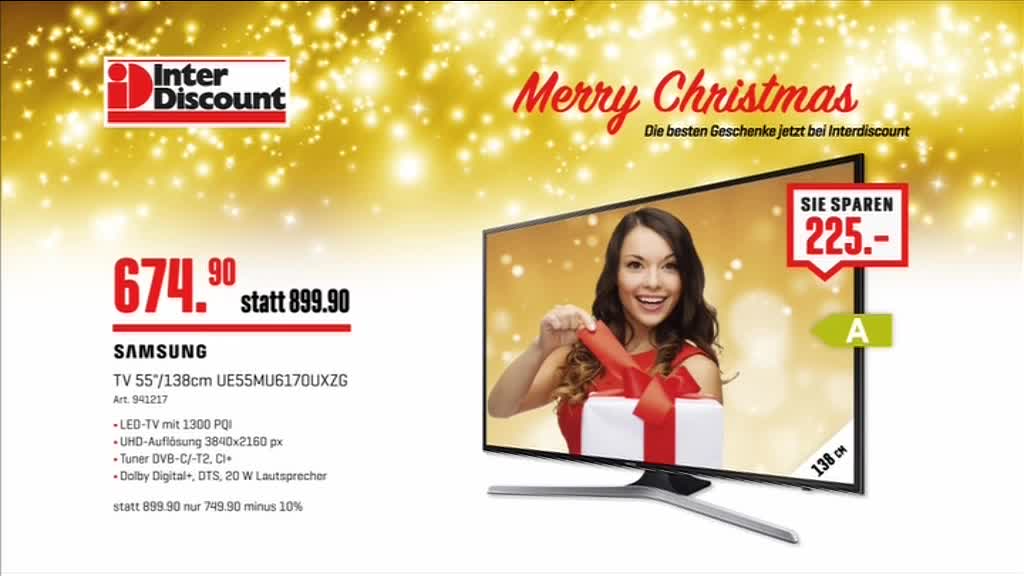 iD Inter
Discount
Merry Christmas
Die besten Geschenke jetzt bei Interdiscount
SIE SPAREN
225.-
A
674.90 statt 899.90
SAMSUNG
TV 55"/138cm UE55MU6170UXZG
Art. 941217
• LED-TV mit 1300 PQI
• UHD-Auflösung 3840x2160 px
• Tuner DVB-C/-T2, CI+
• Dolby Digital+, DTS, 20 W Lautsprecher
statt 899.90 nur 749.90 minus 10%
138 CM